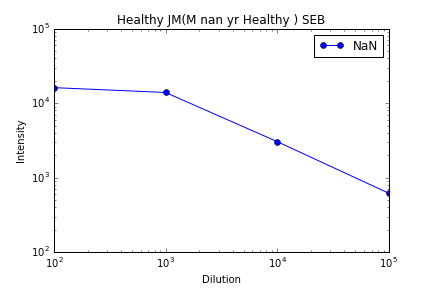 Healthy JM(M nan yr Healthy ) SEB
NaN
Intensity
10^5
10^4
10^3
10^2
10^2 10^3 10^4 10^5
Dilution